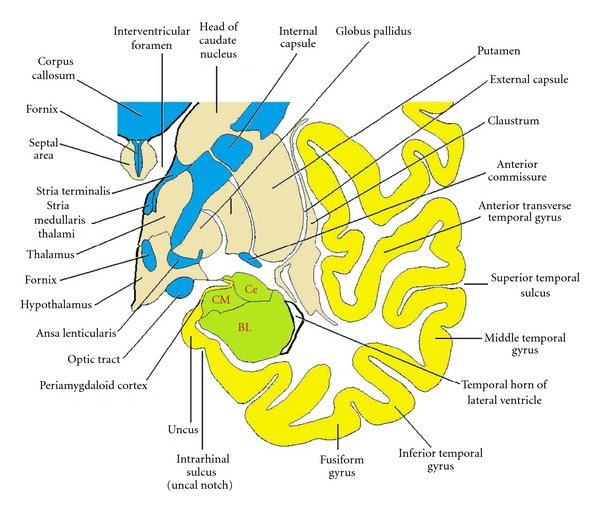 Interventricular
foramen
Head of
caudate
nucleus
Internal
capsule
Globus pallidus
Putamen
External capsule
Claustrum
Anterior
commissure
Anterior transverse
temporal gyrus
Superior temporal
sulcus
Middle temporal
gyrus
Temporal horn of
lateral ventricle
Inferior temporal
gyrus
Fusiform
gyrus
Intrarhinal
sulcus
(uncal notch)
Uncus
Periamygdaloid cortex
Optic tract
Ansa lenticularis
Hypothalamus
Fornix
Thalamus
Stria
medullaris
thalami
Stria terminalis
Septal
area
Fornix
Corpus
callosum
Ce
CM
BL